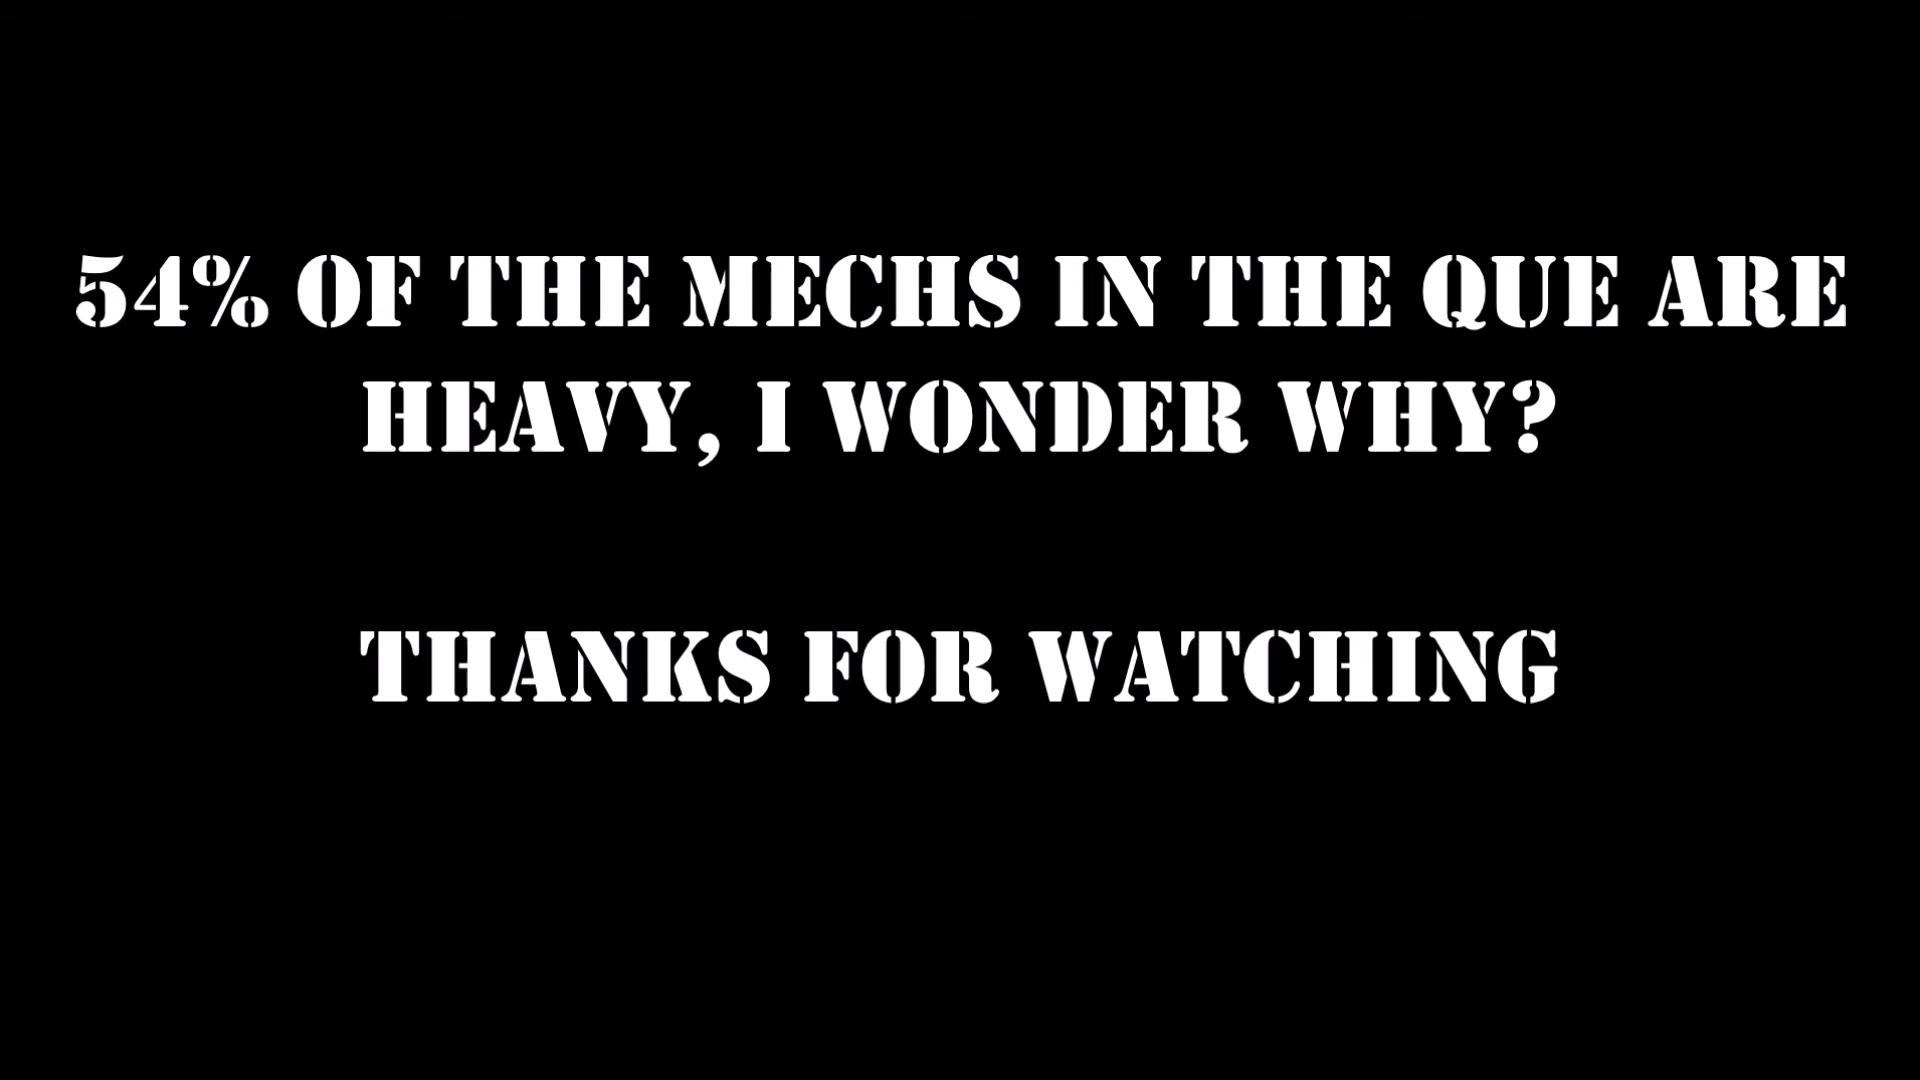 54% OF THE MECHS IN THE QUE ARE
HEAVY, I WONDER WHY?
THANKS FOR WATCHING